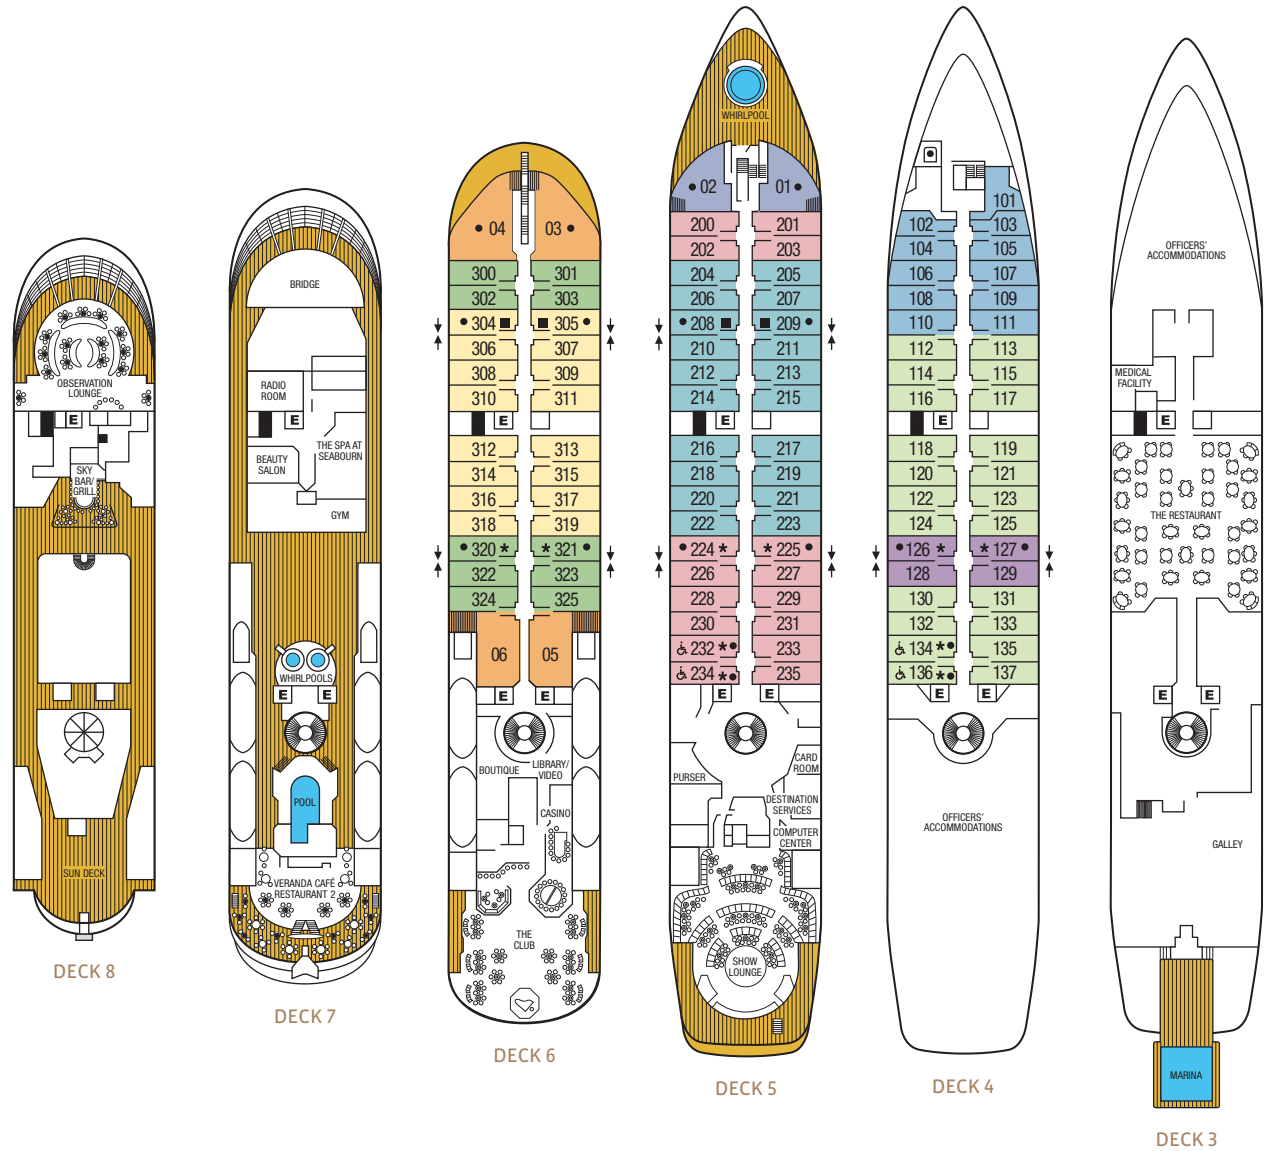 OBSERVATION
LOUNGE
E
SKY
BAR/
GRILL
SUN DECK
DECK 8
BRIDGE
RADIO
ROOM
E
THE SPA AT
SEABOURN
BEAUTY
SALON
GYM
WHIRLPOOLS
E E
POOL
VERANDA CAFÉ
RESTAURANT 2
DECK 7
04 03
300 301
302 303
304 305
306 307
308 309
310 311
E
312 313
314 315
316 317
318 319
320 * * 321
322 323
324 325
06 05
E E
BOUTIQUE
LIBRARY/
VIDEO
CASINO
THE
CLUB
DECK 6
WHIRLPOOL
02 01
200 201
202 203
204 205
206 207
208 209
210 211
212 213
214 215
E
216 217
218 219
220 221
222 223
224 * * 225
226 227
228 229
230 231
232 * 233
234 * 235
E E
PURSER
CARD
ROOM
DESTINATION
SERVICES
COMPUTER
CENTER
SHOW
LOUNGE
DECK 5
101
102 103
104 105
106 107
108 109
110 111
112 113
114 115
116 117
E
118 119
120 121
122 123
124 125
126 * * 127
128 129
130 131
132 133
134 * 135
136 * 137
E E
OFFICERS'
ACCOMMODATIONS
DECK 4
OFFICERS'
ACCOMMODATIONS
MEDICAL
FACILITY
E
THE RESTAURANT
E E
GALLEY
MARINA
DECK 3